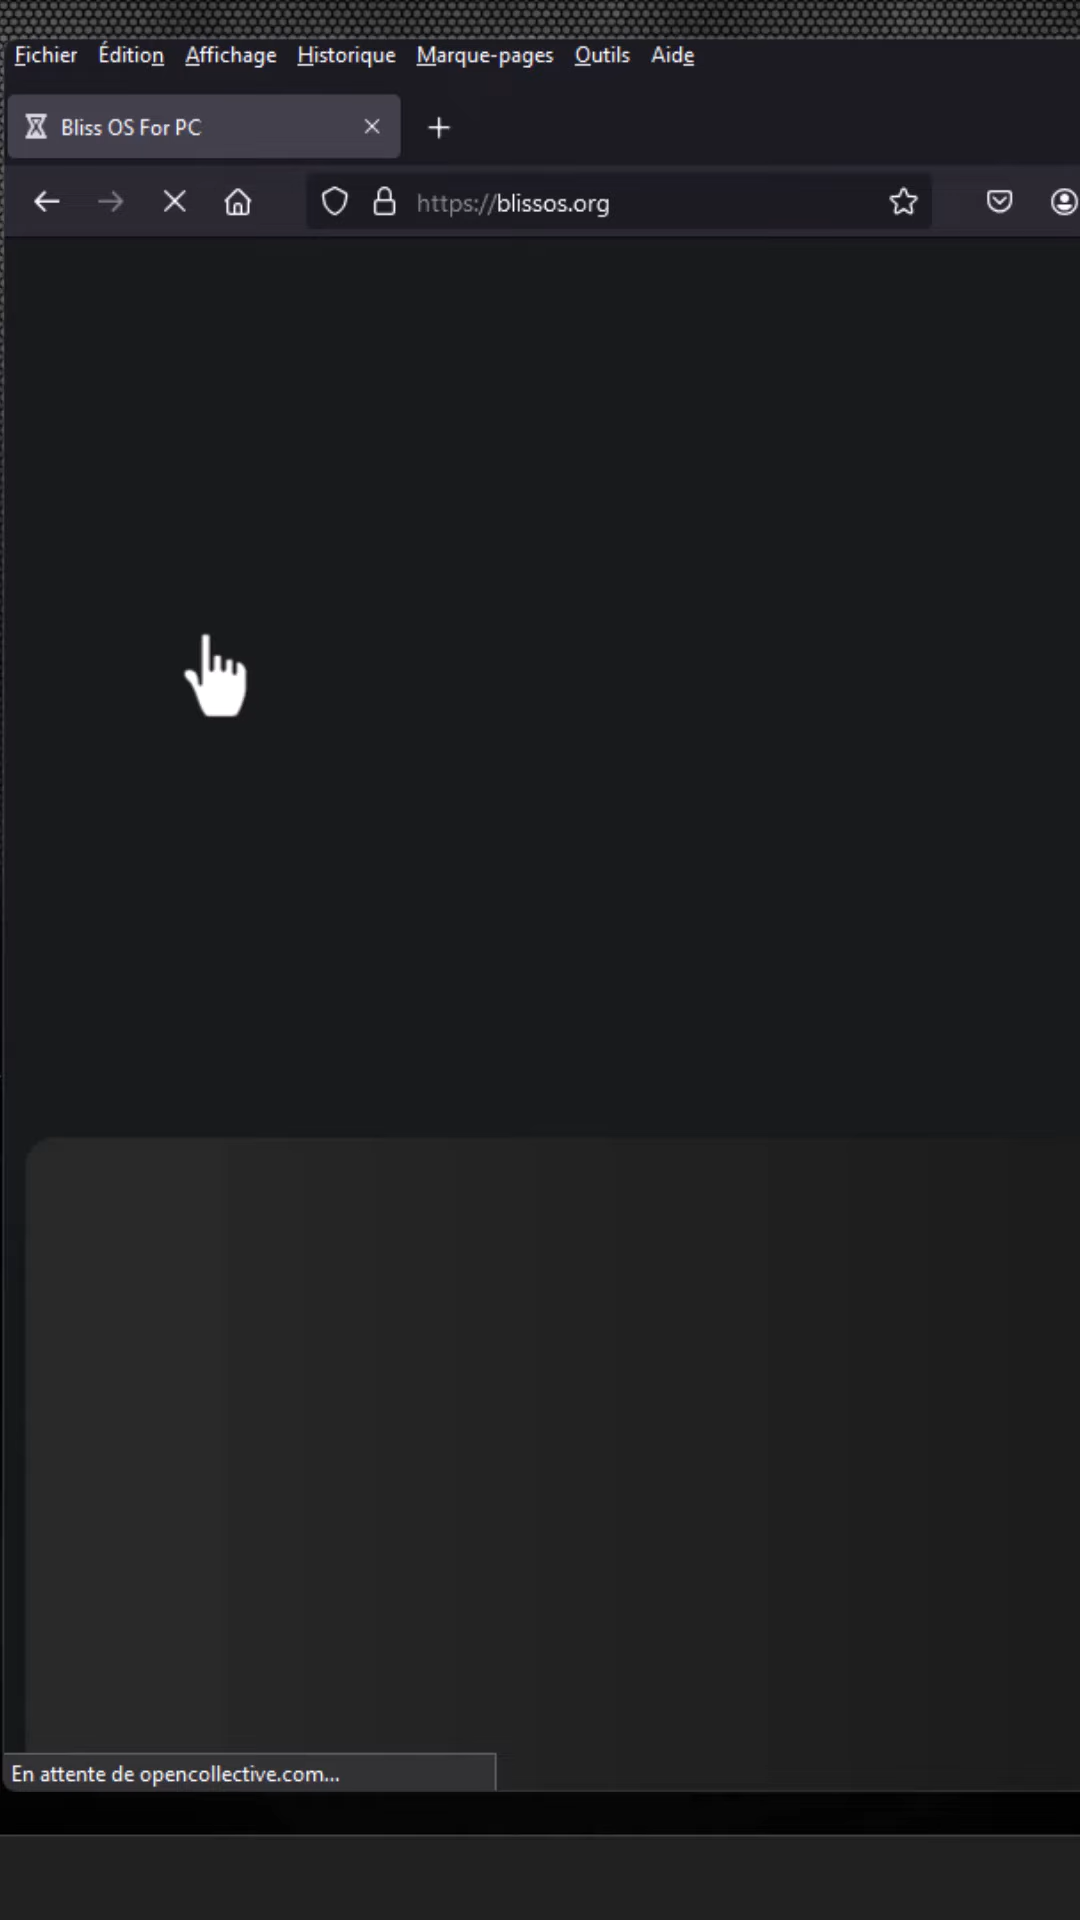 Fichier Édition Affichage Historique Marque-pages Outils Aide
Bliss OS For PC
https://blissos.org
En attente de opencollective.com...